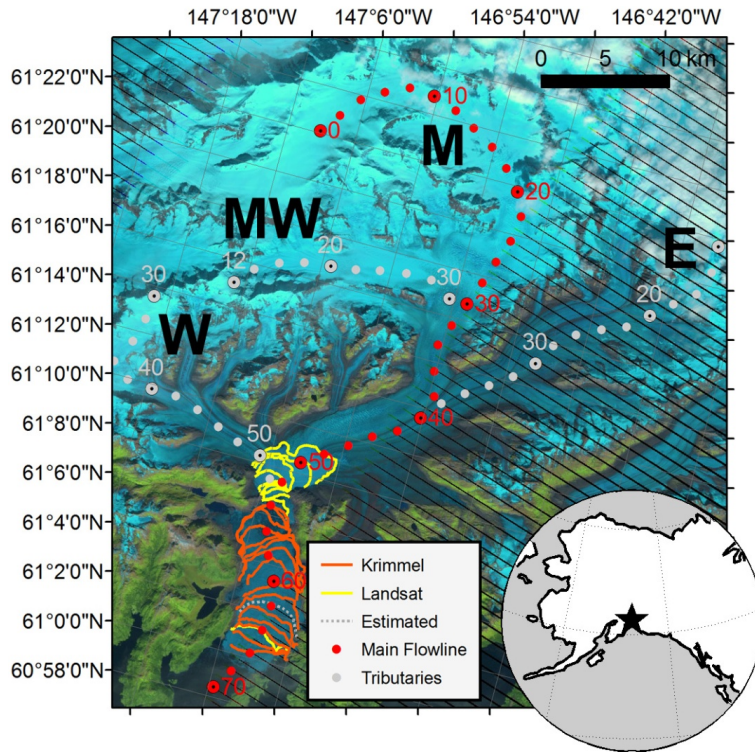 147°18'0"W 147°6'0"W 146°54'0"W 146°42'0"W
61°22'0"N
61°20'0"N
61°18'0"N
61°16'0"N
61°14'0"N
61°12'0"N
61°10'0"N
61°8'0"N
61°6'0"N
61°4'0"N
61°2'0"N
61°0'0"N
60°58'0"N
0 5 10 km
0
10
M
20
MW
E
12
20
30
30
30
20
W
30
40
40
50
50
60
70
Krimmel
Landsat
Estimated
Main Flowline
Tributaries